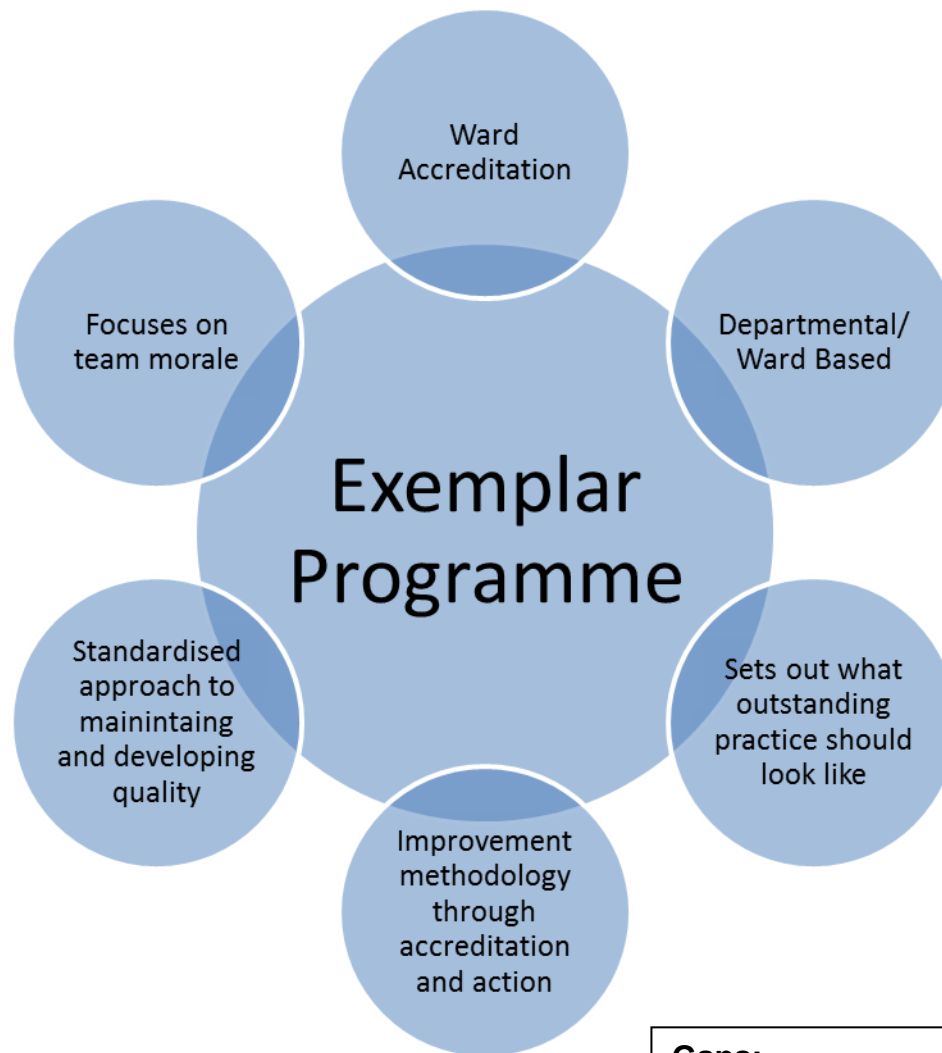 Ward
Accreditation
Departmental/
Ward Based
Sets out what
outstanding
practice should
look like
Improvement
methodology
through
accreditation
and action
Standardised
approach to
mainintaing
and developing
quality
Focuses on
team morale
Exemplar
Programme